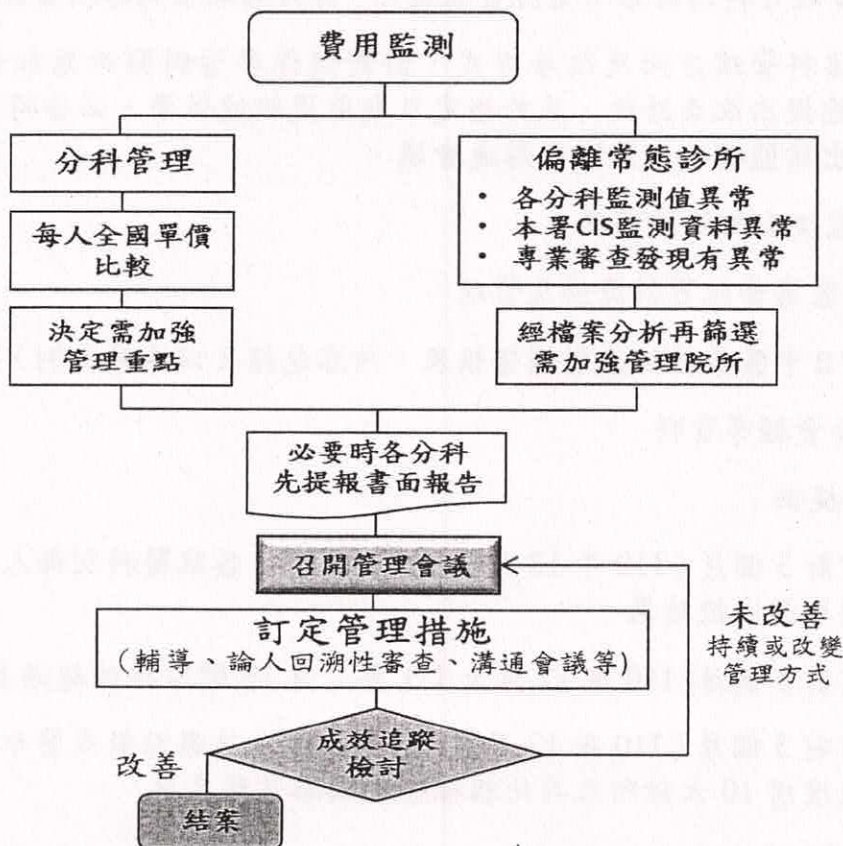 費用監測
分科管理
每人全國單價
比較
決定需加強
管理重點
偏離常態診所
• 各分科監測值異常
• 本署CIS監測資料異常
• 專業審查發現有異常
經檔案分析再篩選
需加強管理院所
必要時各分科
先提報書面報告
召開管理會議
訂定管理措施
(輔導、論人回溯性審查、溝通會議等)
未改善
持續或改變
管理方式
成效追蹤
檢討
改善
結案